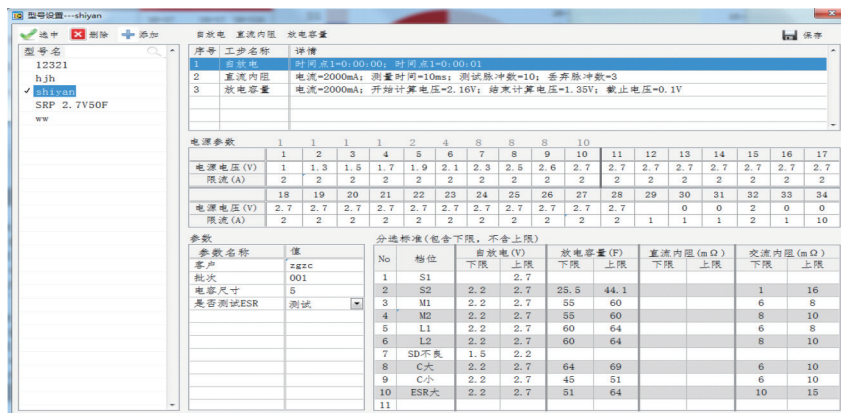 型号设置---shiyan
选中 删除 添加 自放电 直流内阻 放电容量 保存
型号名
12321
hjh
✓ shiyan
SRP 2.7V50F
ww
序号 工步名称 详情
1 自放电 时间点1=0:00:00; 时间点1=0:00:01
2 直流内阻 电流=2000mA; 测量时间=10ms; 测试脉冲数=10; 丢弃脉冲数=3
3 放电容量 电流=2000mA; 开始计算电压=2.16V; 结束计算电压=1.35V; 截止电压=0.1V
电源参数 1 1 1 1 2 4 8 8 8 10
1 2 3 4 5 6 7 8 9 10 11 12 13 14 15 16 17
电源电压(V) 1 1.3 1.5 1.7 1.9 2.1 2.3 2.5 2.6 2.7 2.7 2.7 2.7 2.7 2.7 2.7 2.7
限流(A) 2 2 2 2 2 2 2 2 2 2 2 2 2 2 2 2 2
18 19 20 21 22 23 24 25 26 27 28 29 30 31 32 33 34
电源电压(V) 2.7 2.7 2.7 2.7 2.7 2.7 2.7 2.7 2.7 2.7 2.7 0 0 2 0 0
限流(A) 2 2 2 2 2 2 2 2 2 2 2 1 1 1 2 1 10
参数
参数名称 值
客户 zgzc
批次 001
电容尺寸 5
是否测试ESR 测试
分选标准(包含下限, 不含上限)
No 档位 自放电(V) 放电容量(F) 直流内阻(mΩ) 交流内阻(mΩ)
下限 上限 下限 上限 下限 上限 下限 上限
1 S1 2.7
2 S2 2.2 2.7 25.5 44.1 1 16
3 M1 2.2 2.7 55 60 6 8
4 M2 2.2 2.7 55 60 8 10
5 L1 2.2 2.7 60 64 6 8
6 L2 2.2 2.7 60 64 8 10
7 SD不良 1.5 2.2
8 C大 2.2 2.7 64 69 6 10
9 C小 2.2 2.7 45 51 6 10
10 ESR大 2.2 2.7 51 64 10 15
11